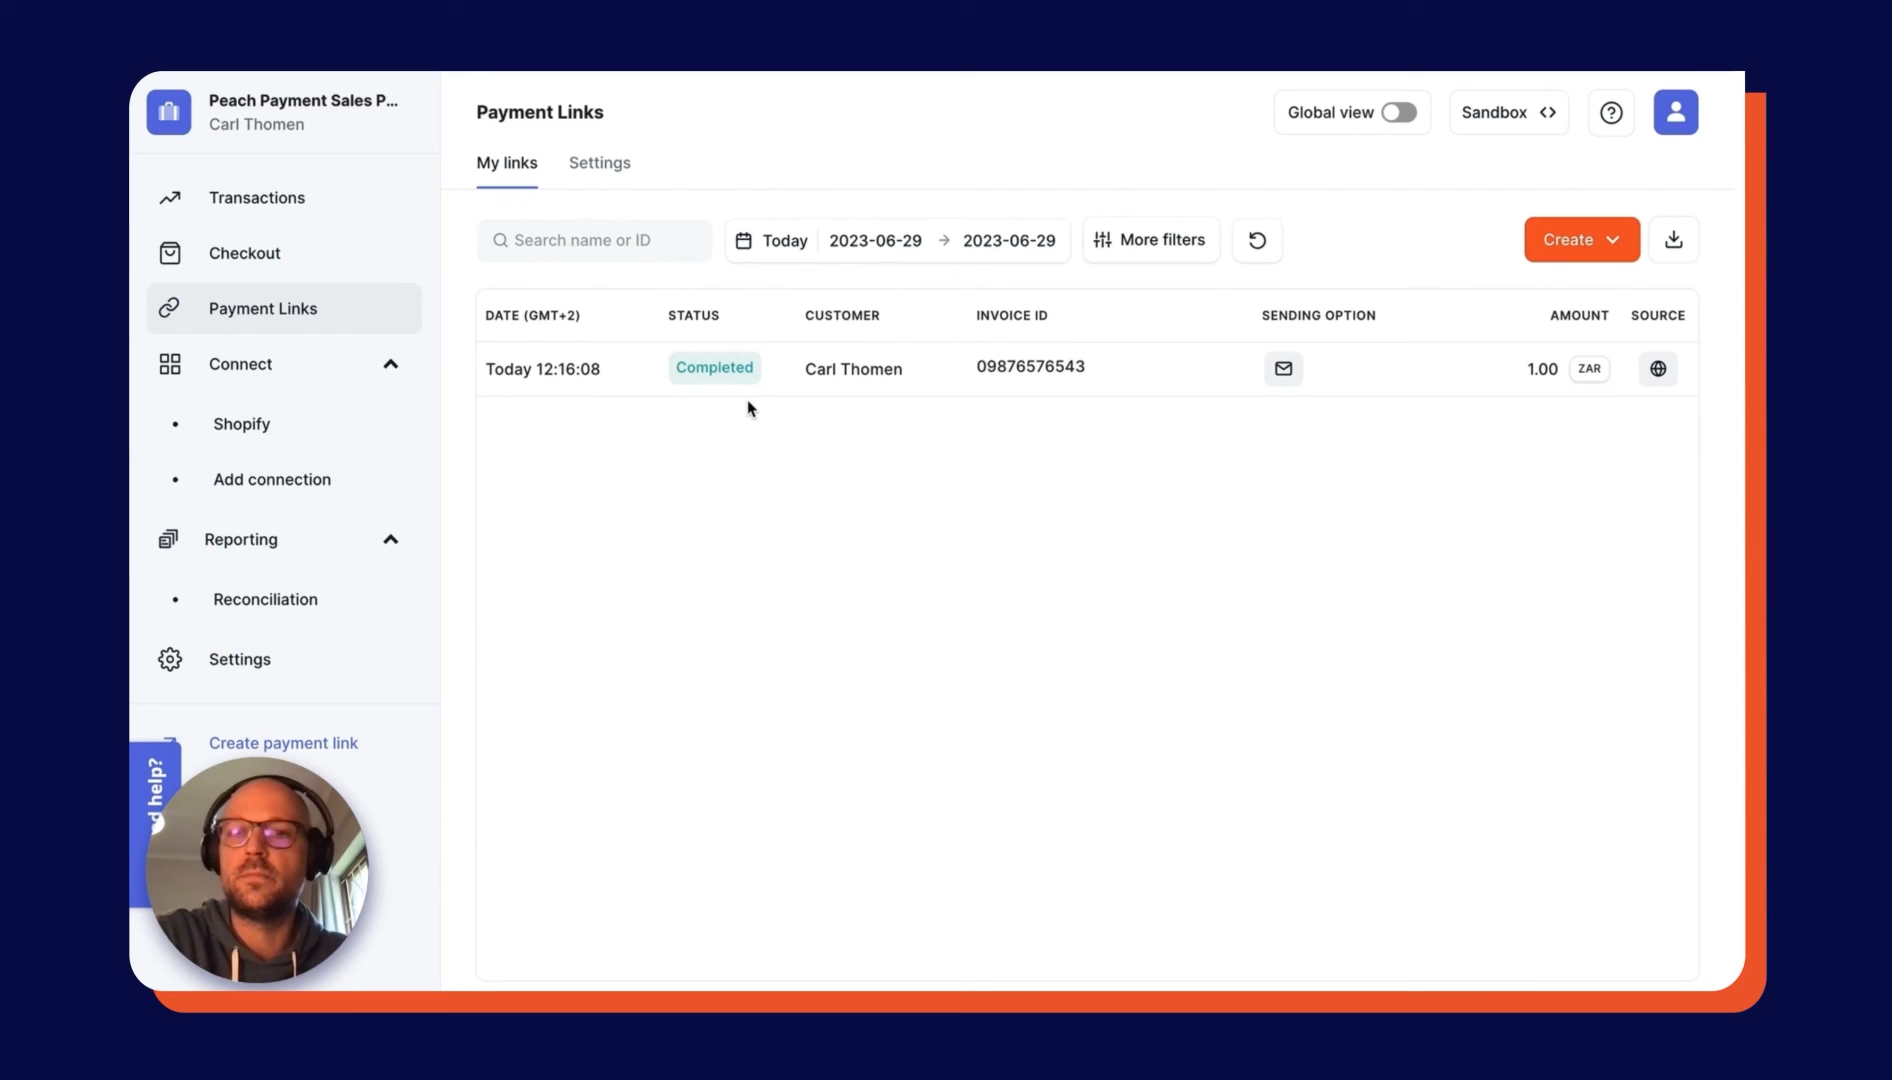 Peach Payment Sales P...
Carl Thomen
Transactions
Checkout
Payment Links
Connect
Shopify
Add connection
Reporting
Reconciliation
Settings
Create payment link
d help?
Payment Links
Global view
Sandbox
My links
Settings
Search name or ID
Today 2023-06-29 → 2023-06-29
More filters
Create
DATE (GMT+2) STATUS CUSTOMER INVOICE ID SENDING OPTION AMOUNT SOURCE
Today 12:16:08 Completed Carl Thomen 09876576543 1.00 ZAR